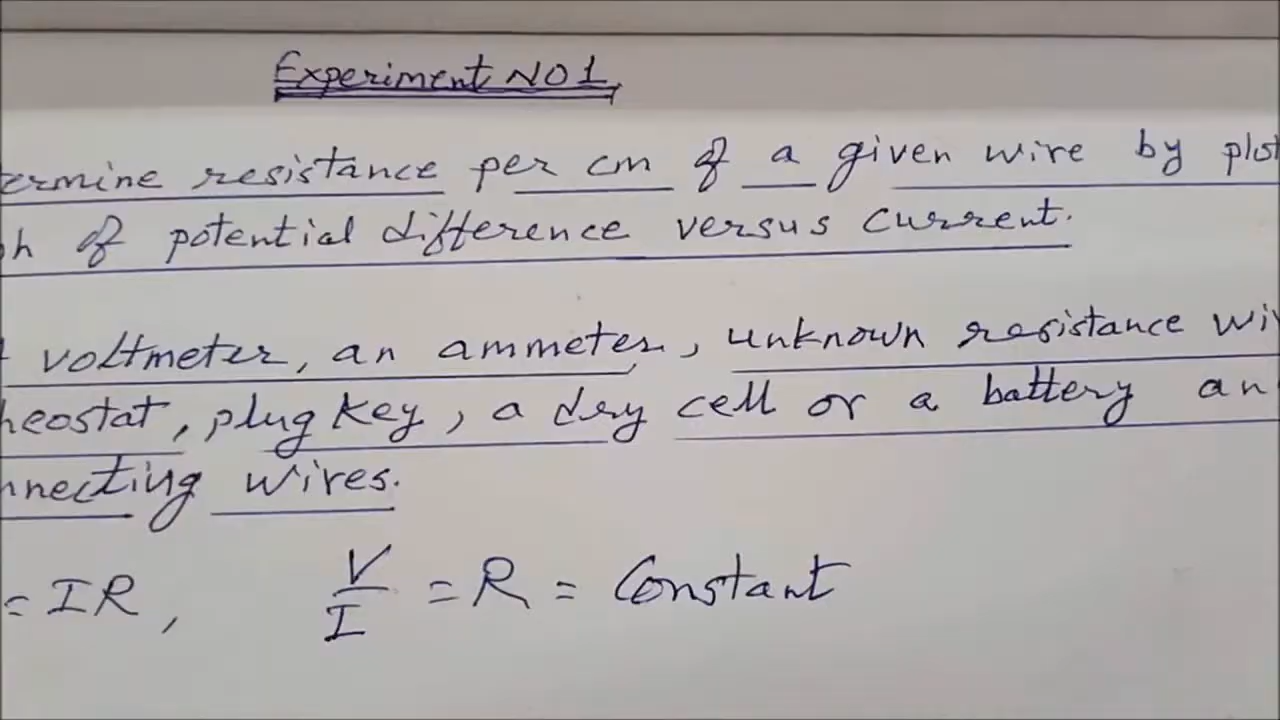 Experiment NO 1
ermine resistance per cm of a given wire by plot
h of potential difference versus current.
voltmeter, an ammeter, unknown resistance wi
heostat, plug key, a dry cell or a battery an
nnecting wires.
= IR, V/I = R = Constant